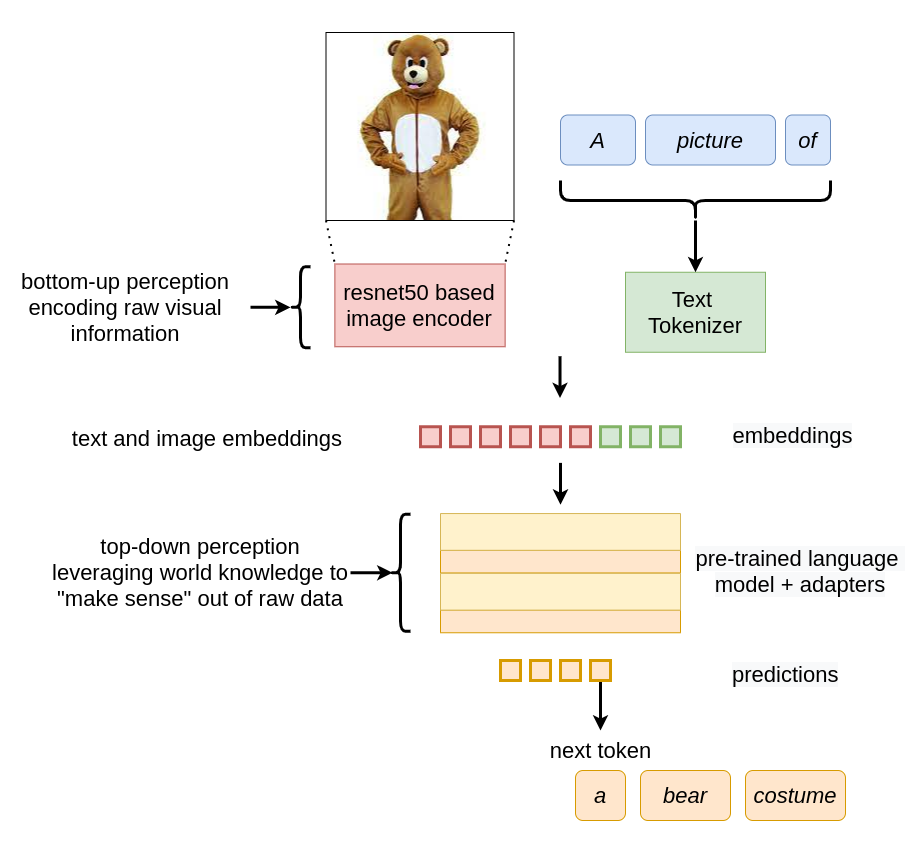 A picture of
bottom-up perception
encoding raw visual
information
resnet50 based
image encoder
Text
Tokenizer
text and image embeddings
embeddings
top-down perception
leveraging world knowledge to
"make sense" out of raw data
pre-trained language
model + adapters
predictions
next token
a bear costume